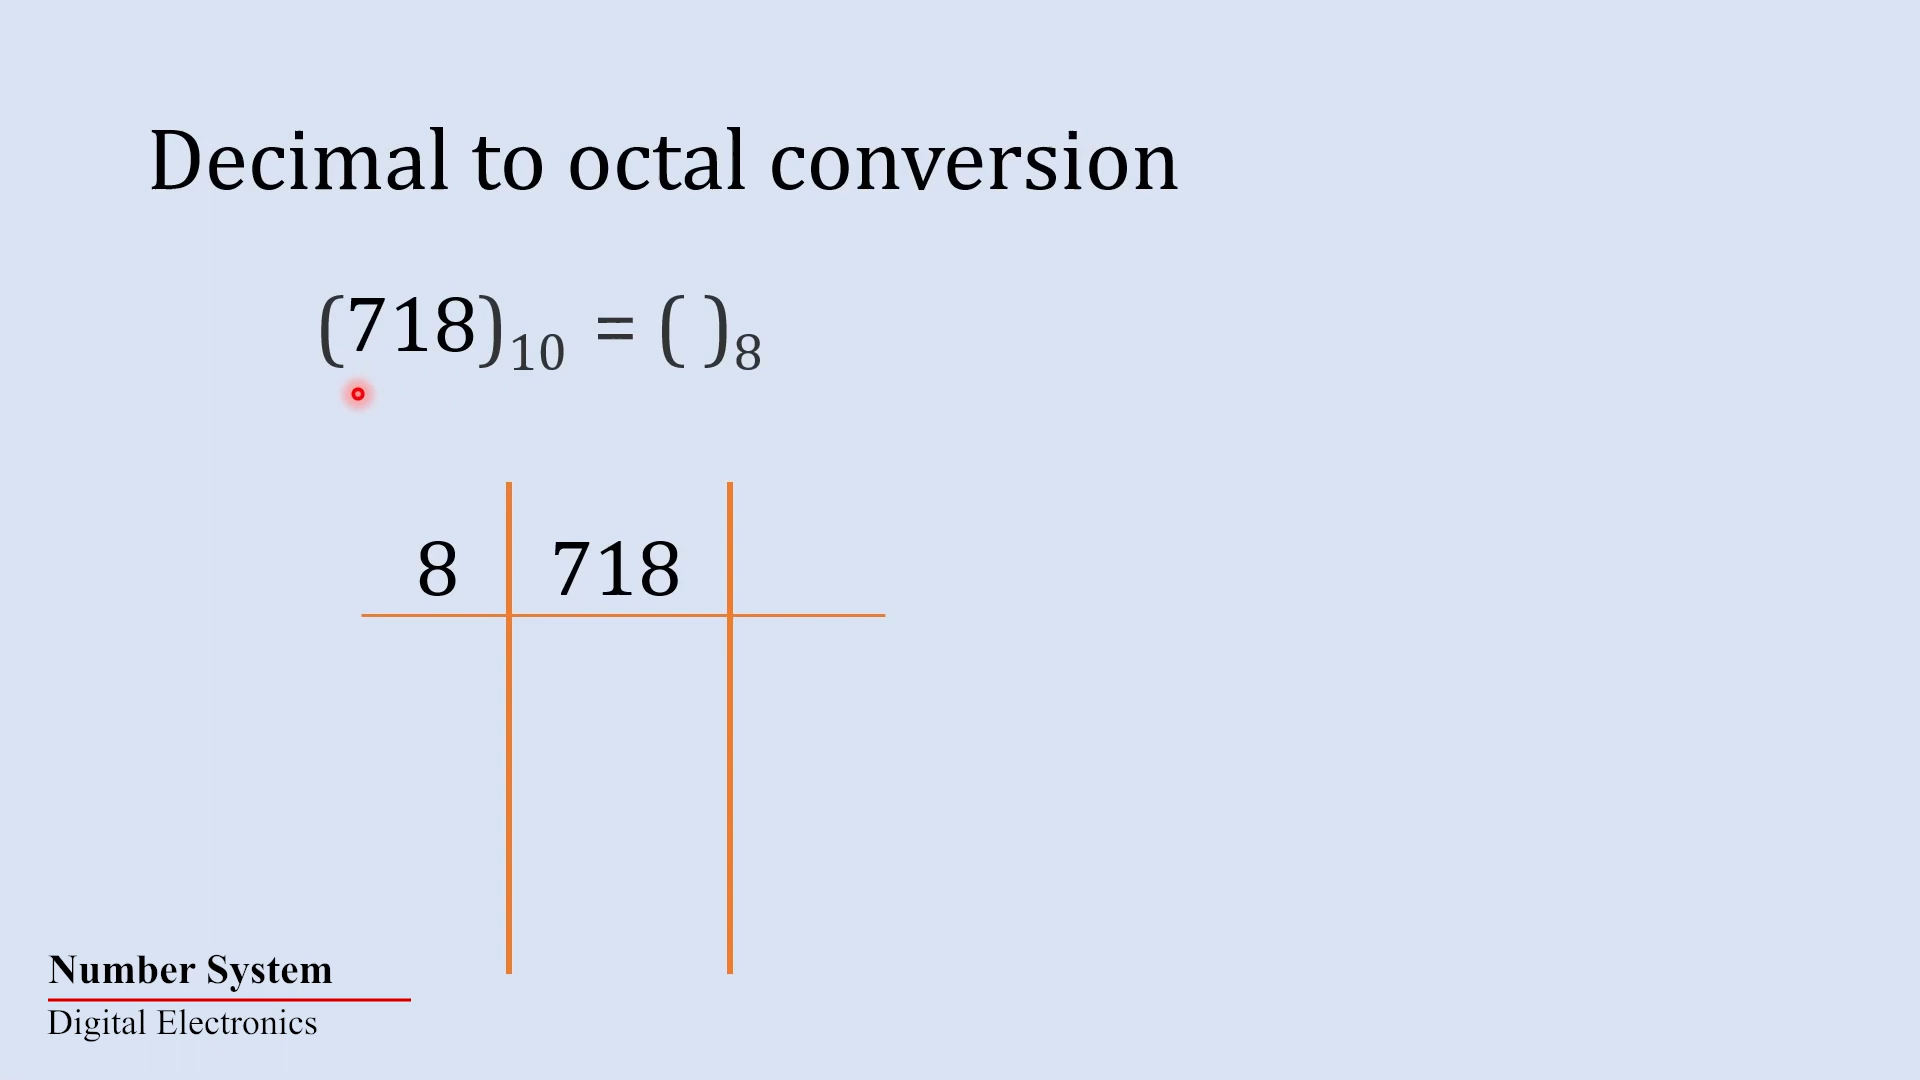 Decimal to octal conversion
(718)₁₀ = ( )₈
8 718
Number System
Digital Electronics